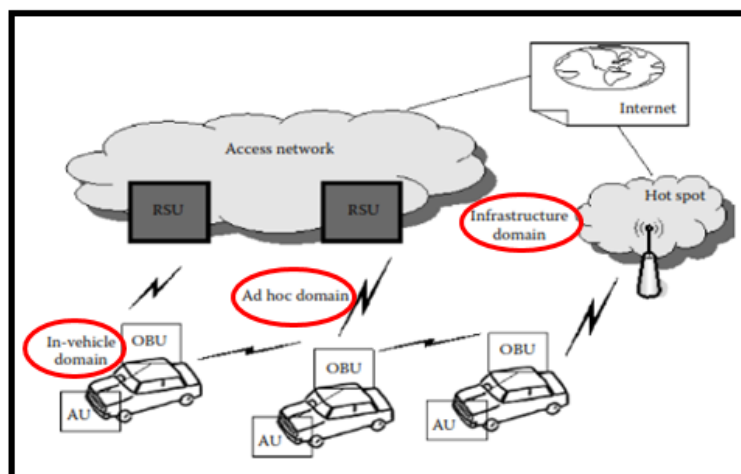 Internet
Access network
Hot spot
RSU
RSU
Infrastructure
domain
Ad hoc domain
In-vehicle
domain
OBU
OBU
OBU
AU
AU
AU